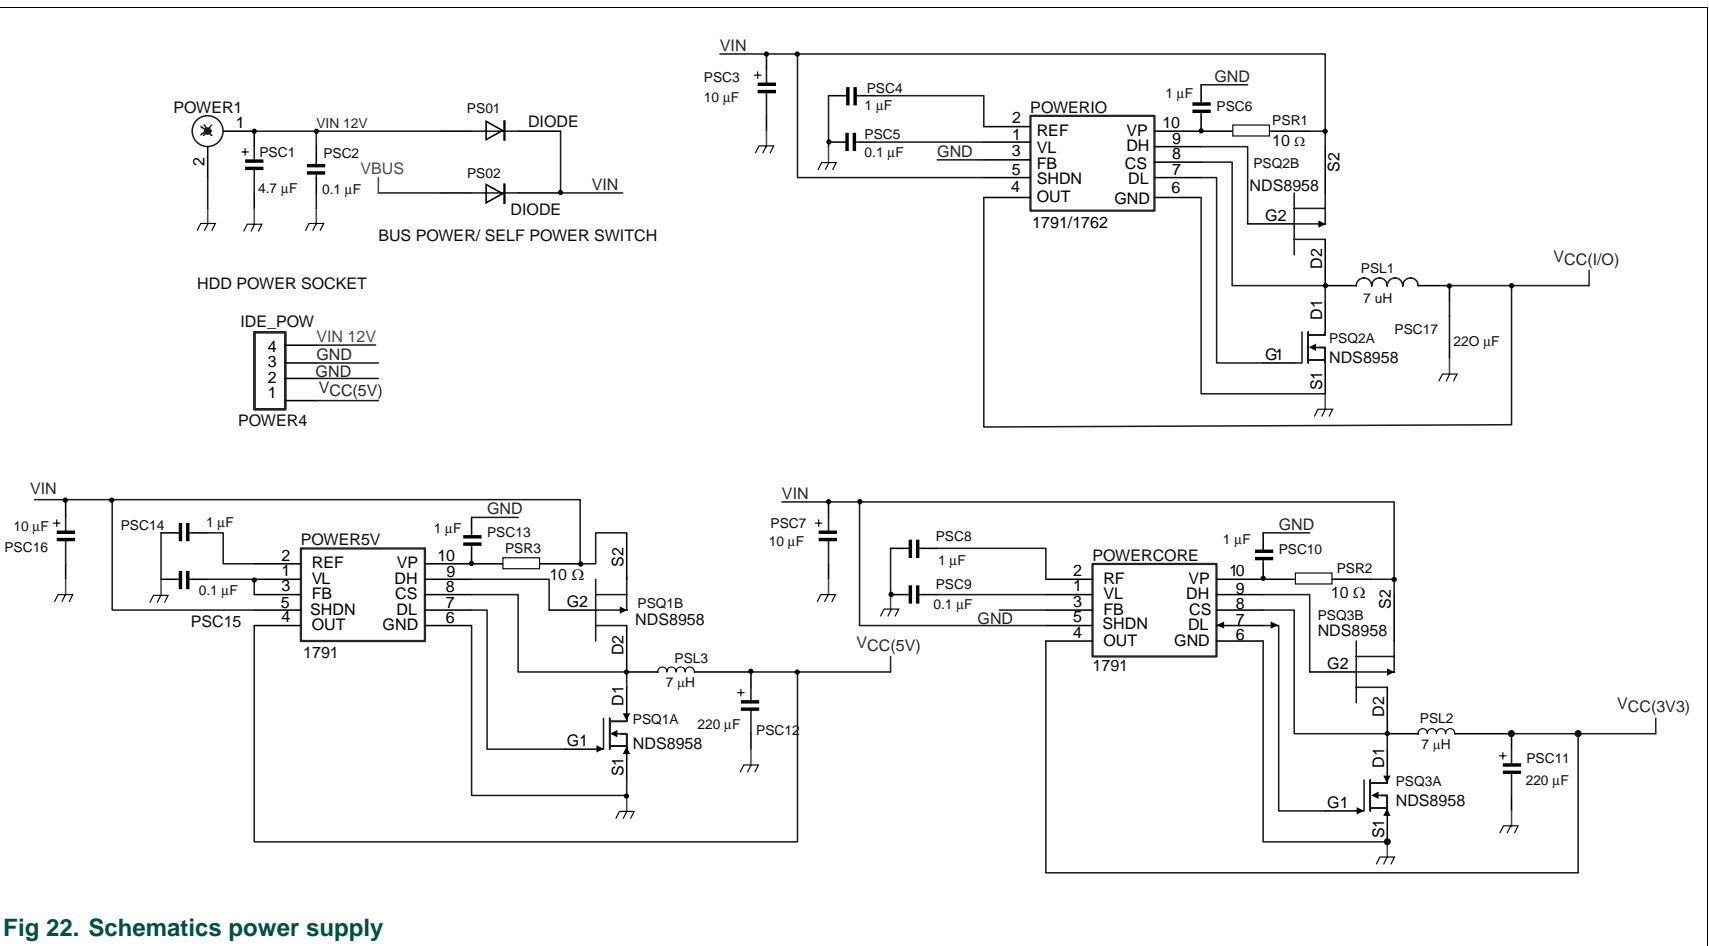 POWER1
1
2
VIN 12V
+
PSC1
4.7 μF
PSC2
0.1 μF
VBUS
PS01
DIODE
PS02
DIODE
VIN
BUS POWER/ SELF POWER SWITCH
HDD POWER SOCKET
IDE_POW
4 VIN 12V
3 GND
2 GND
1 VCC(5V)
POWER4
VIN
PSC3
+
10 μF
PSC4
1 μF
PSC5
0.1 μF
GND
POWERIO
2 REF
1 VL
3 FB
5 SHDN
4 OUT
VP 10
DH 9
CS 8
DL 7
GND 6
1791/1762
GND
1 μF
PSC6
PSR1
10 Ω
PSQ2B
NDS8958
S2
G2
D2
PSL1
7 uH
VCC(I/O)
D1
PSQ2A
NDS8958
G1
S1
PSC17
22O μF
VIN
10 μF
+
PSC16
PSC14
1 μF
0.1 μF
PSC15
POWER5V
2 REF
1 VL
3 FB
5 SHDN
4 OUT
VP 10
DH 9
CS 8
DL 7
GND 6
1791
GND
1 μF
PSC13
PSR3
10 Ω
S2
G2
PSQ1B
NDS8958
D2
PSL3
7 μH
VCC(5V)
D1
PSQ1A
NDS8958
G1
S1
+
220 μF
PSC12
VIN
PSC7
+
10 μF
PSC8
1 μF
PSC9
0.1 μF
GND
POWERCORE
2 RF
1 VL
3 FB
5 SHDN
4 OUT
VP 10
DH 9
CS 8
DL 7
GND 6
1791
GND
1 μF
PSC10
PSR2
10 Ω
S2
PSQ3B
NDS8958
G2
D2
PSL2
7 μH
VCC(3V3)
D1
PSQ3A
NDS8958
G1
S1
+
PSC11
220 μF
Fig 22. Schematics power supply